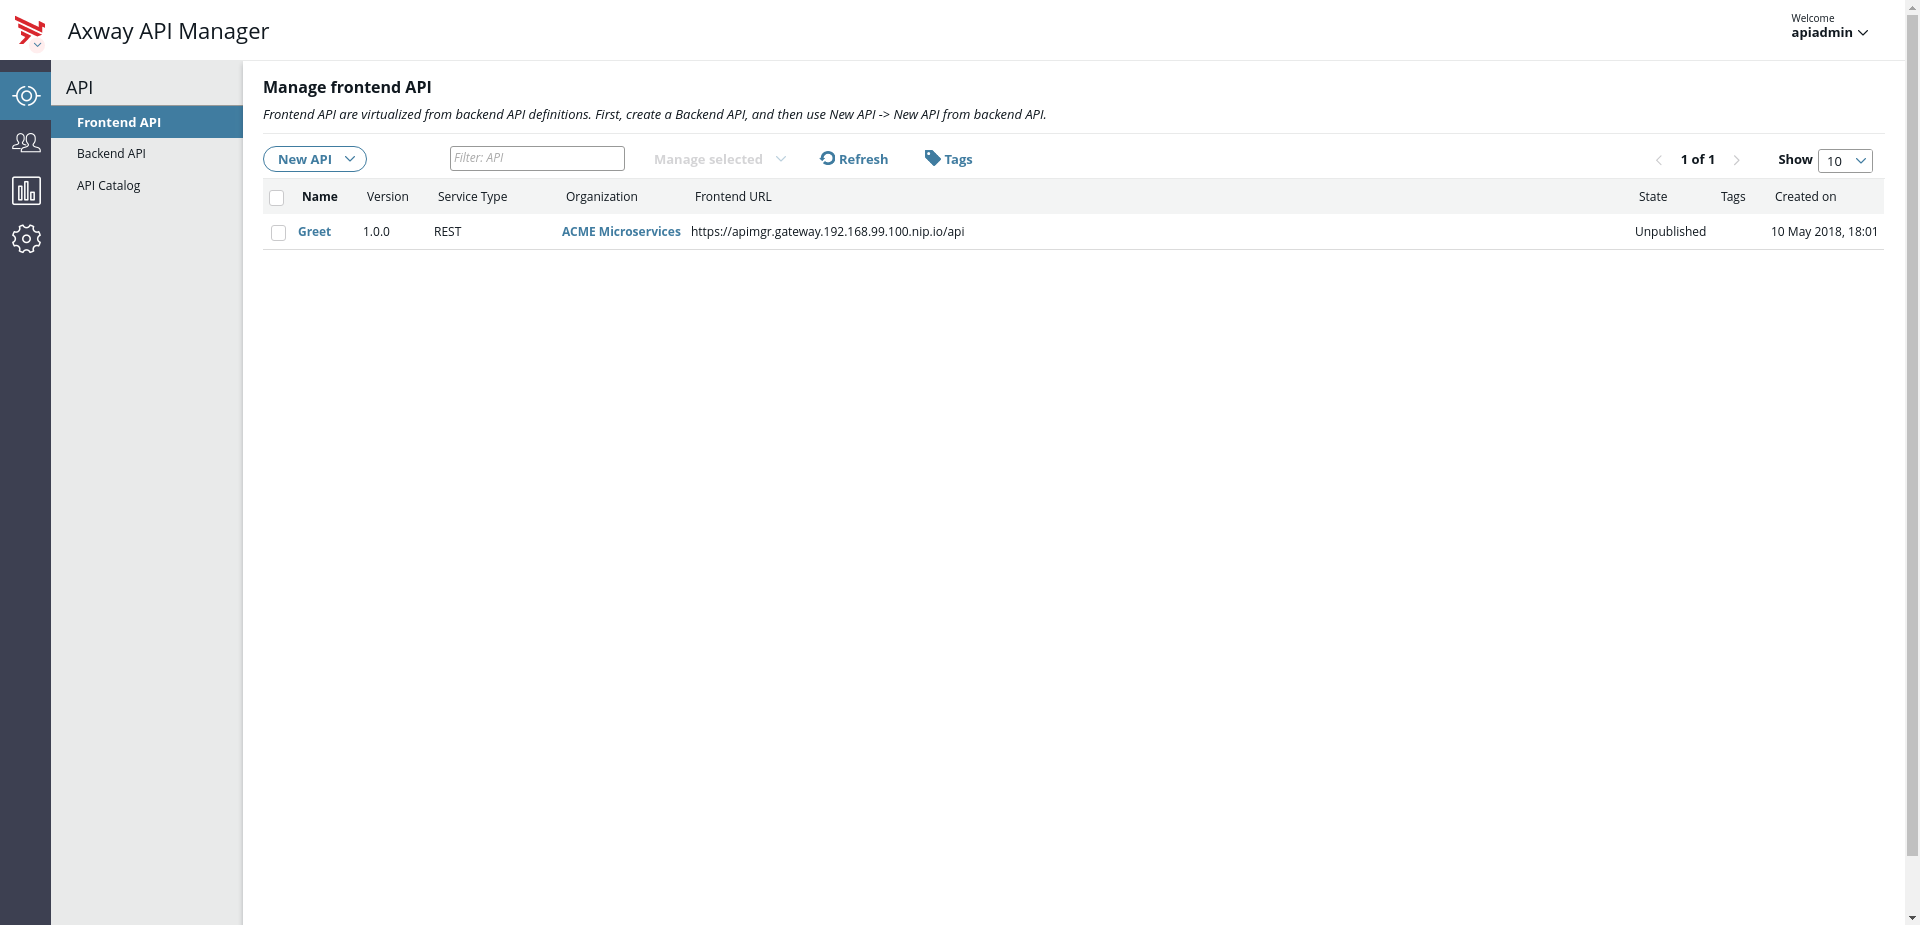 Axway API Manager
Welcome
apiadmin
API
Frontend API
Backend API
API Catalog
Manage frontend API
Frontend API are virtualized from backend API definitions. First, create a Backend API, and then use New API -> New API from backend API.
New API Filter: API Manage selected Refresh Tags 1 of 1 Show 10
Name Version Service Type Organization Frontend URL State Tags Created on
Greet 1.0.0 REST ACME Microservices https://apimgr.gateway.192.168.99.100.nip.io/api Unpublished 10 May 2018, 18:01